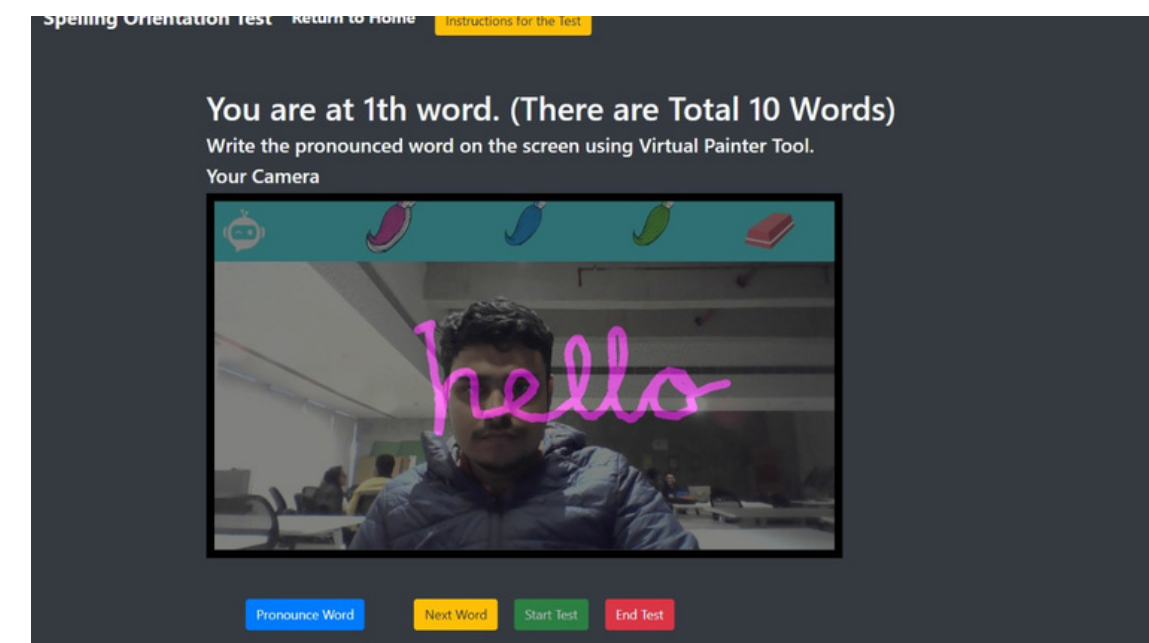 Spelling Orientation Test Return to Home Instructions for the Test
You are at 1th word. (There are Total 10 Words)
Write the pronounced word on the screen using Virtual Painter Tool.
Your Camera
hello
Pronounce Word Next Word Start Test End Test